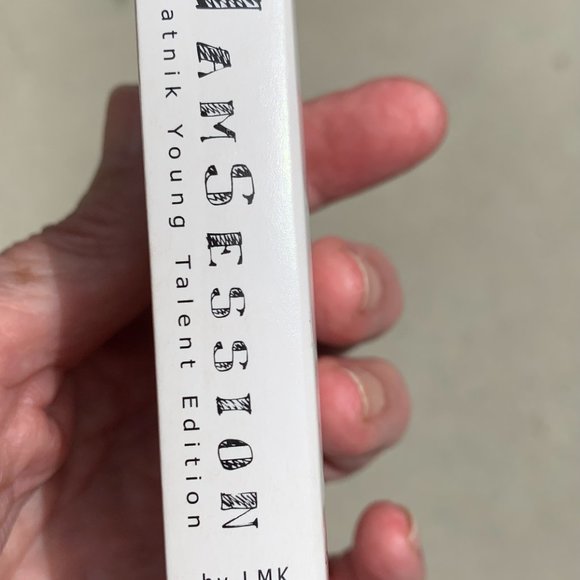 AMSESSION
atnik Young Talent Edition
by LMK